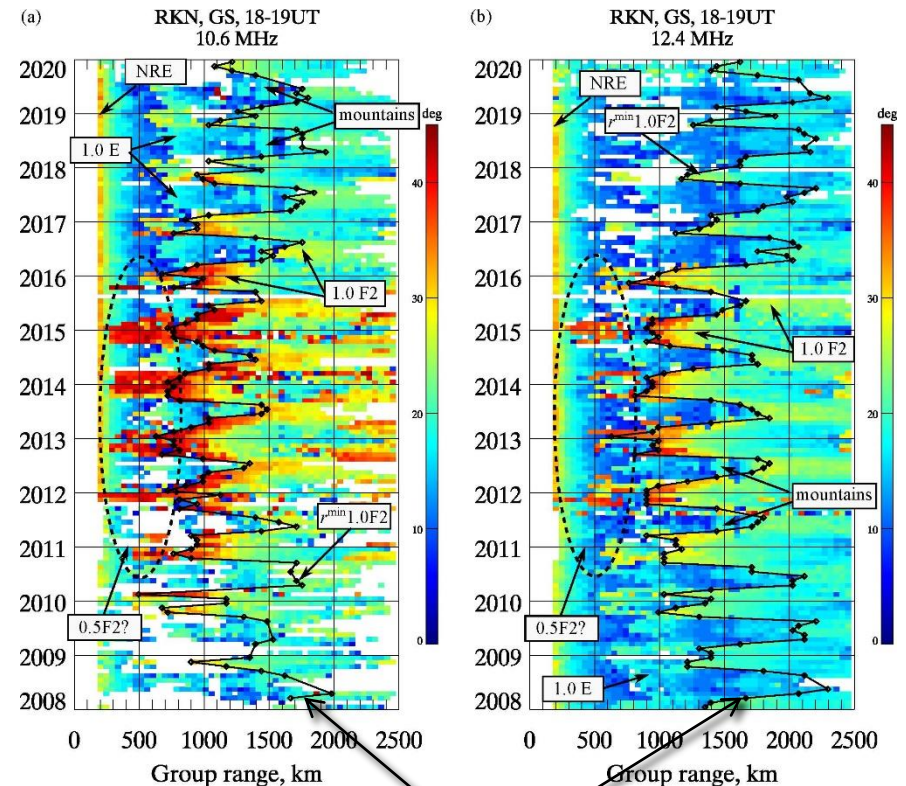 (a)
RKN, GS, 18-19UT
10.6 MHz
2020
2019
2018
2017
2016
2015
2014
2013
2012
2011
2010
2009
2008
NRE
mountains
1.0 E
1.0 F2
r^min1.0F2
0.5F2?
deg
40
30
20
10
0
0 500 1000 1500 2000 2500
Group range, km
(b)
RKN, GS, 18-19UT
12.4 MHz
2020
2019
2018
2017
2016
2015
2014
2013
2012
2011
2010
2009
2008
NRE
r^min1.0F2
1.0 F2
mountains
0.5F2?
1.0 E
deg
40
30
20
10
0
0 500 1000 1500 2000 2500
Group range, km